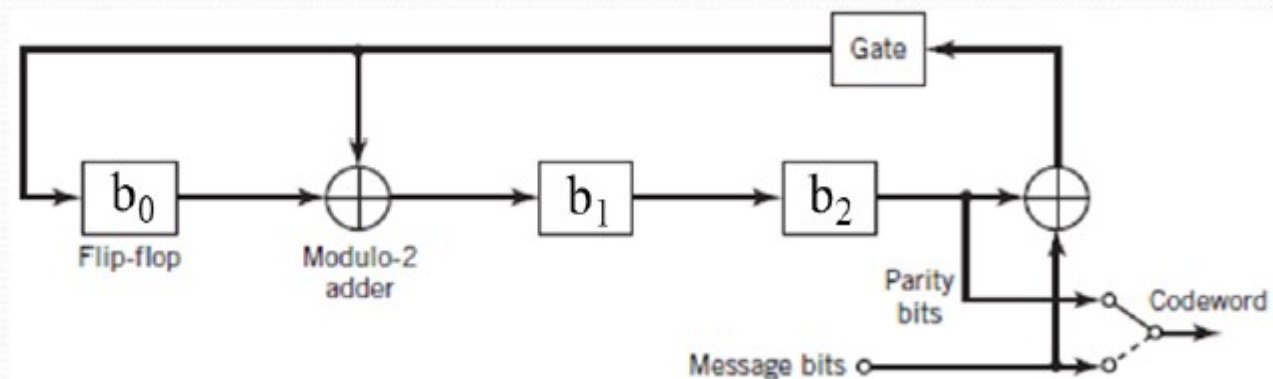 Gate
b0
b1
b2
Flip-flop
Modulo-2
adder
Parity
bits
Codeword
Message bits